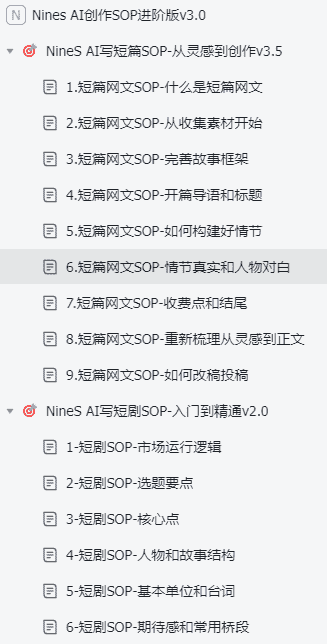 N Nines AI创作SOP进阶版v3.0
NineS AI写短篇SOP-从灵感到创作v3.5
1.短篇网文SOP-什么是短篇网文
2.短篇网文SOP-从收集素材开始
3.短篇网文SOP-完善故事框架
4.短篇网文SOP-开篇导语和标题
5.短篇网文SOP-如何构建好情节
6.短篇网文SOP-情节真实和人物对白
7.短篇网文SOP-收费点和结尾
8.短篇网文SOP-重新梳理从灵感到正文
9.短篇网文SOP-如何改稿投稿
NineS AI写短剧SOP-入门到精通v2.0
1-短剧SOP-市场运行逻辑
2-短剧SOP-选题要点
3-短剧SOP-核心点
4-短剧SOP-人物和故事结构
5-短剧SOP-基本单位和台词
6-短剧SOP-期待感和常用桥段